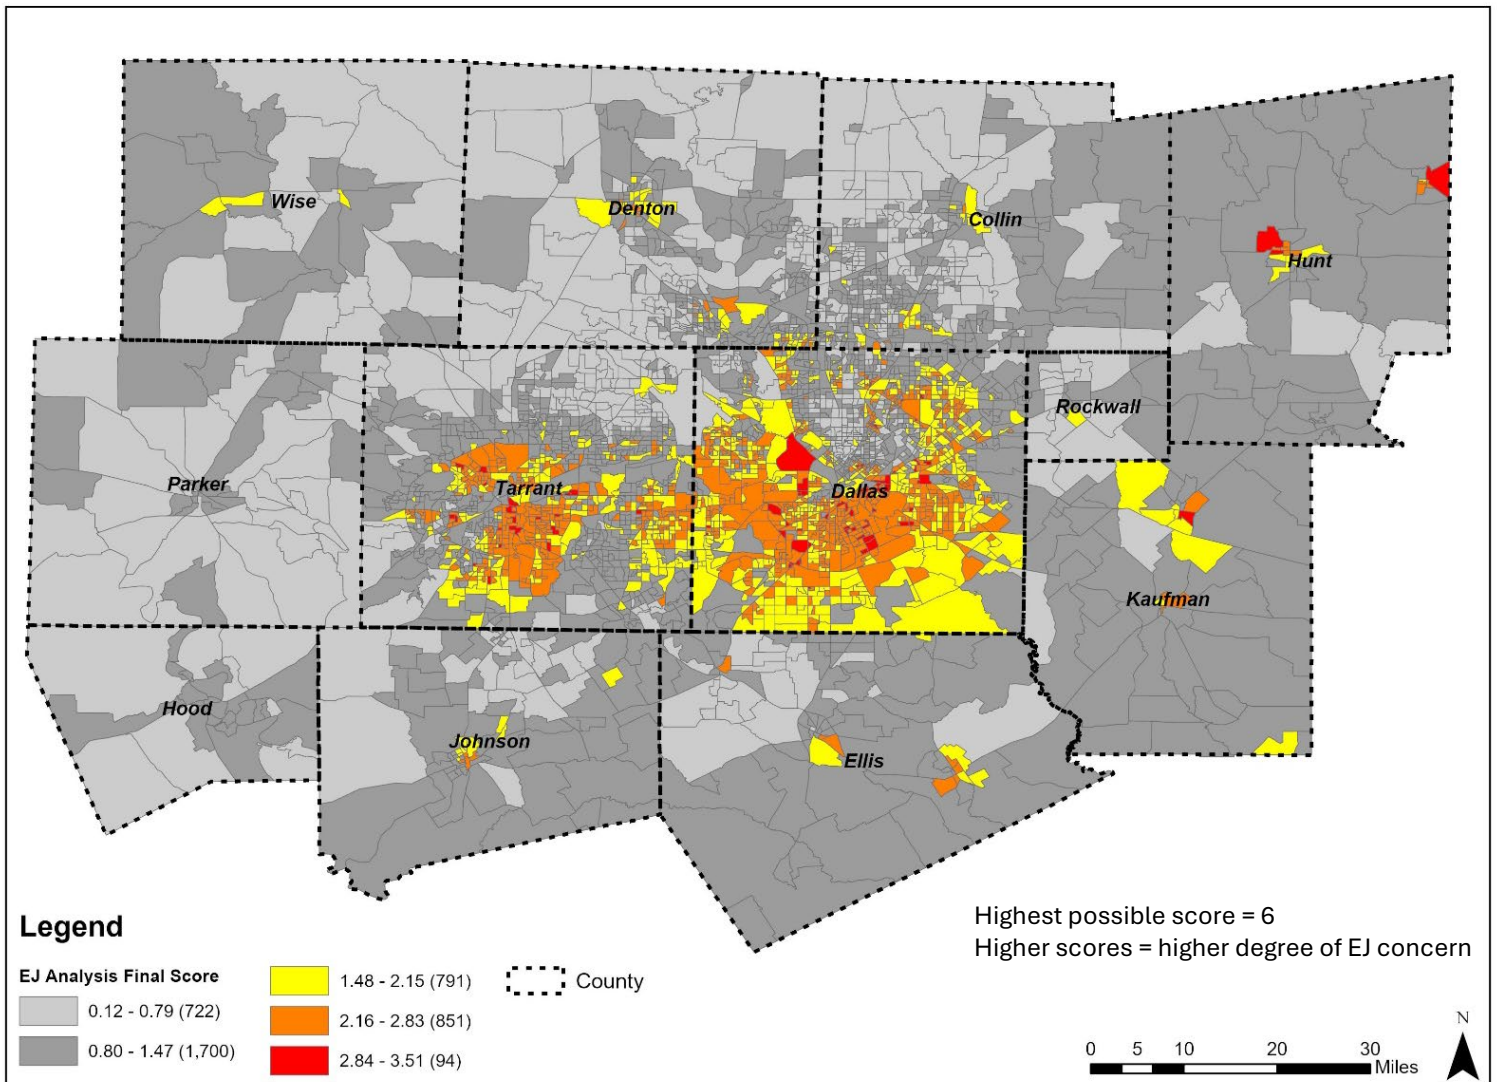 Wise
Denton
Collin
Hunt
Rockwall
Parker
Tarrant
Dallas
Kaufman
Hood
Johnson
Ellis
Highest possible score = 6
Higher scores = higher degree of EJ concern
Legend
EJ Analysis Final Score
0.12 - 0.79 (722)
0.80 - 1.47 (1,700)
1.48 - 2.15 (791)
2.16 - 2.83 (851)
2.84 - 3.51 (94)
County
N
0 5 10 20 30
Miles